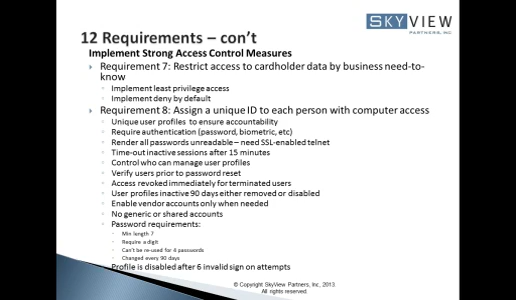 SKYVIEW
PARTNERS, INC
12 Requirements – con’t
Implement Strong Access Control Measures
Requirement 7: Restrict access to cardholder data by business need-to-
know
Implement least privilege access
Implement deny by default
Requirement 8: Assign a unique ID to each person with computer access
Unique user profiles to ensure accountability
Require authentication (password, biometric, etc)
Render all passwords unreadable – need SSL-enabled telnet
Time-out inactive sessions after 15 minutes
Control who can manage user profiles
Verify users prior to password reset
Access revoked immediately for terminated users
User profiles inactive 90 days either removed or disabled
Enable vendor accounts only when needed
No generic or shared accounts
Password requirements:
Min length 7
Require a digit
Can't be re-used for 4 passwords
Changed every 90 days
Profile is disabled after 6 invalid sign on attempts
© Copyright SkyView Partners, Inc, 2013.
All rights reserved.